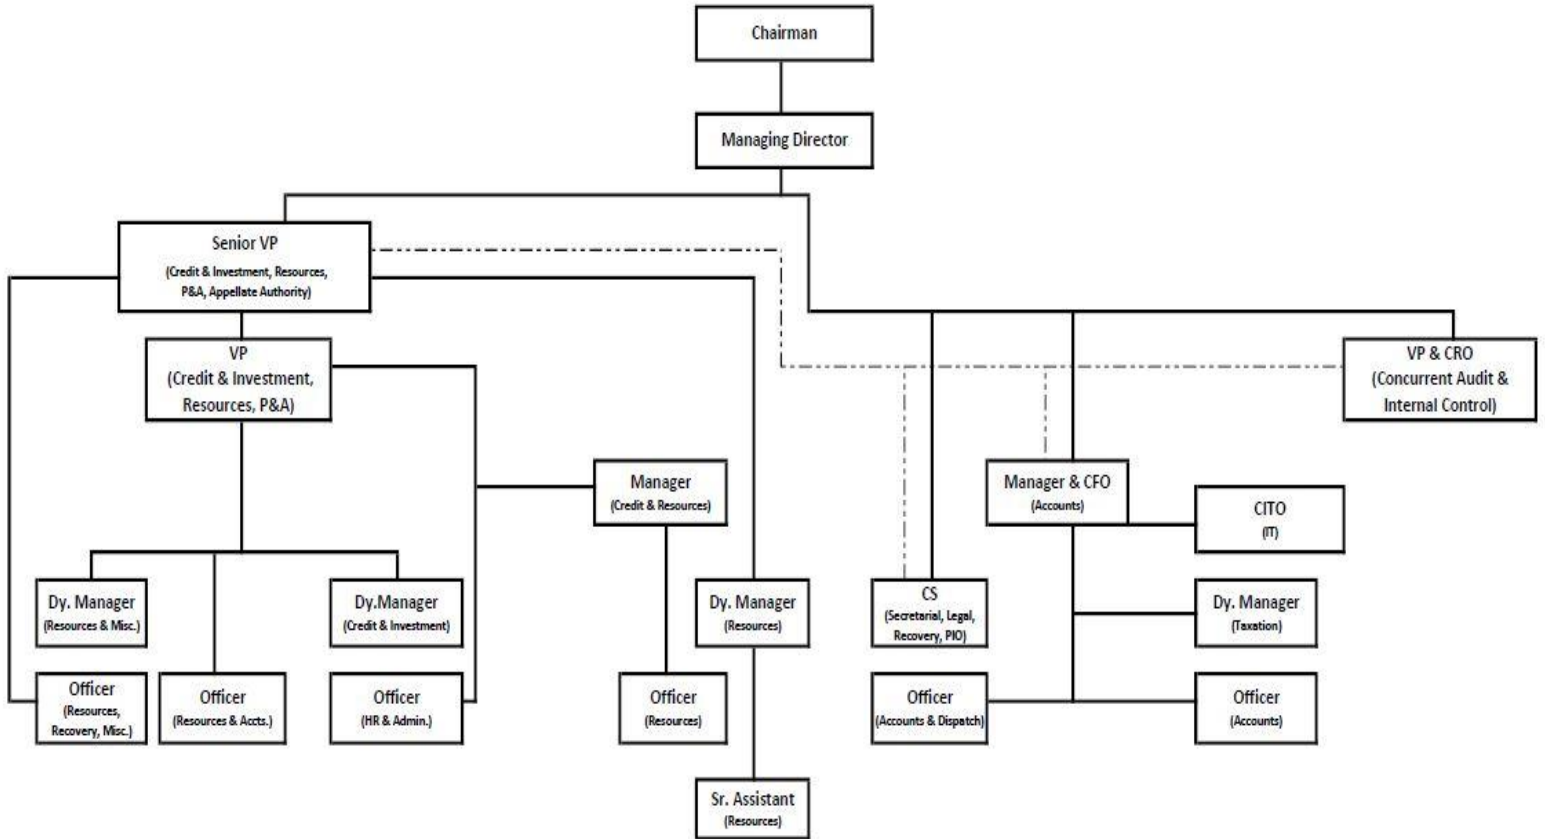 Chairman
Managing Director
Senior VP
(Credit & Investment, Resources,
P&A, Appellate Authority)
VP
(Credit & Investment,
Resources, P&A)
VP & CRO
(Concurrent Audit &
Internal Control)
Manager
(Credit & Resources)
Manager & CFO
(Accounts)
CITO
(IT)
Dy. Manager
(Resources & Misc.)
Dy.Manager
(Credit & Investment)
Dy. Manager
(Resources)
CS
(Secretarial, Legal,
Recovery, PIO)
Dy. Manager
(Taxation)
Officer
(Resources,
Recovery, Misc.)
Officer
(Resources & Accts.)
Officer
(HR & Admin.)
Officer
(Resources)
Officer
(Accounts & Dispatch)
Officer
(Accounts)
Sr. Assistant
(Resources)